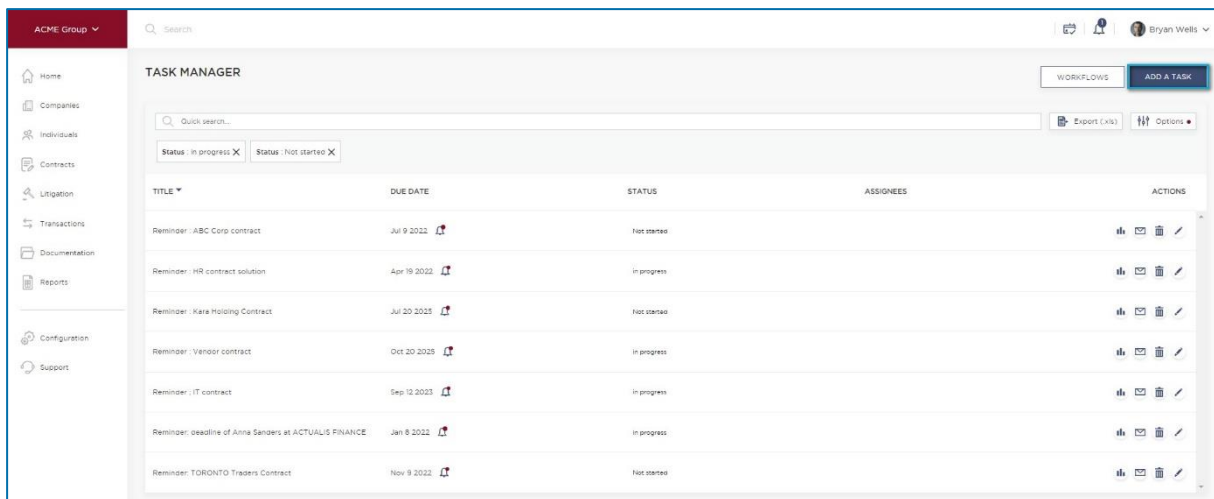 ACME Group
Search
1
Bryan Wells
Home
Companies
Individuals
Contracts
Litigation
Transactions
Documentation
Reports
Configuration
Support
TASK MANAGER
WORKFLOWS
ADD A TASK
Quick search...
Export (.xls)
Options
Status : In progress X
Status : Not started X
TITLE DUE DATE STATUS ASSIGNEES ACTIONS
Reminder : ABC Corp contract Jul 9 2022 Not started
Reminder : HR contract solution Apr 19 2022 In progress
Reminder : Kara Holding Contract Jul 20 2025 Not started
Reminder : Vendor contract Oct 20 2025 In progress
Reminder : IT contract Sep 12 2023 In progress
Reminder: deadline of Anna Sanders at ACTUALIS FINANCE Jan 8 2022 In progress
Reminder: TORONTO Traders Contract Nov 9 2022 Not started